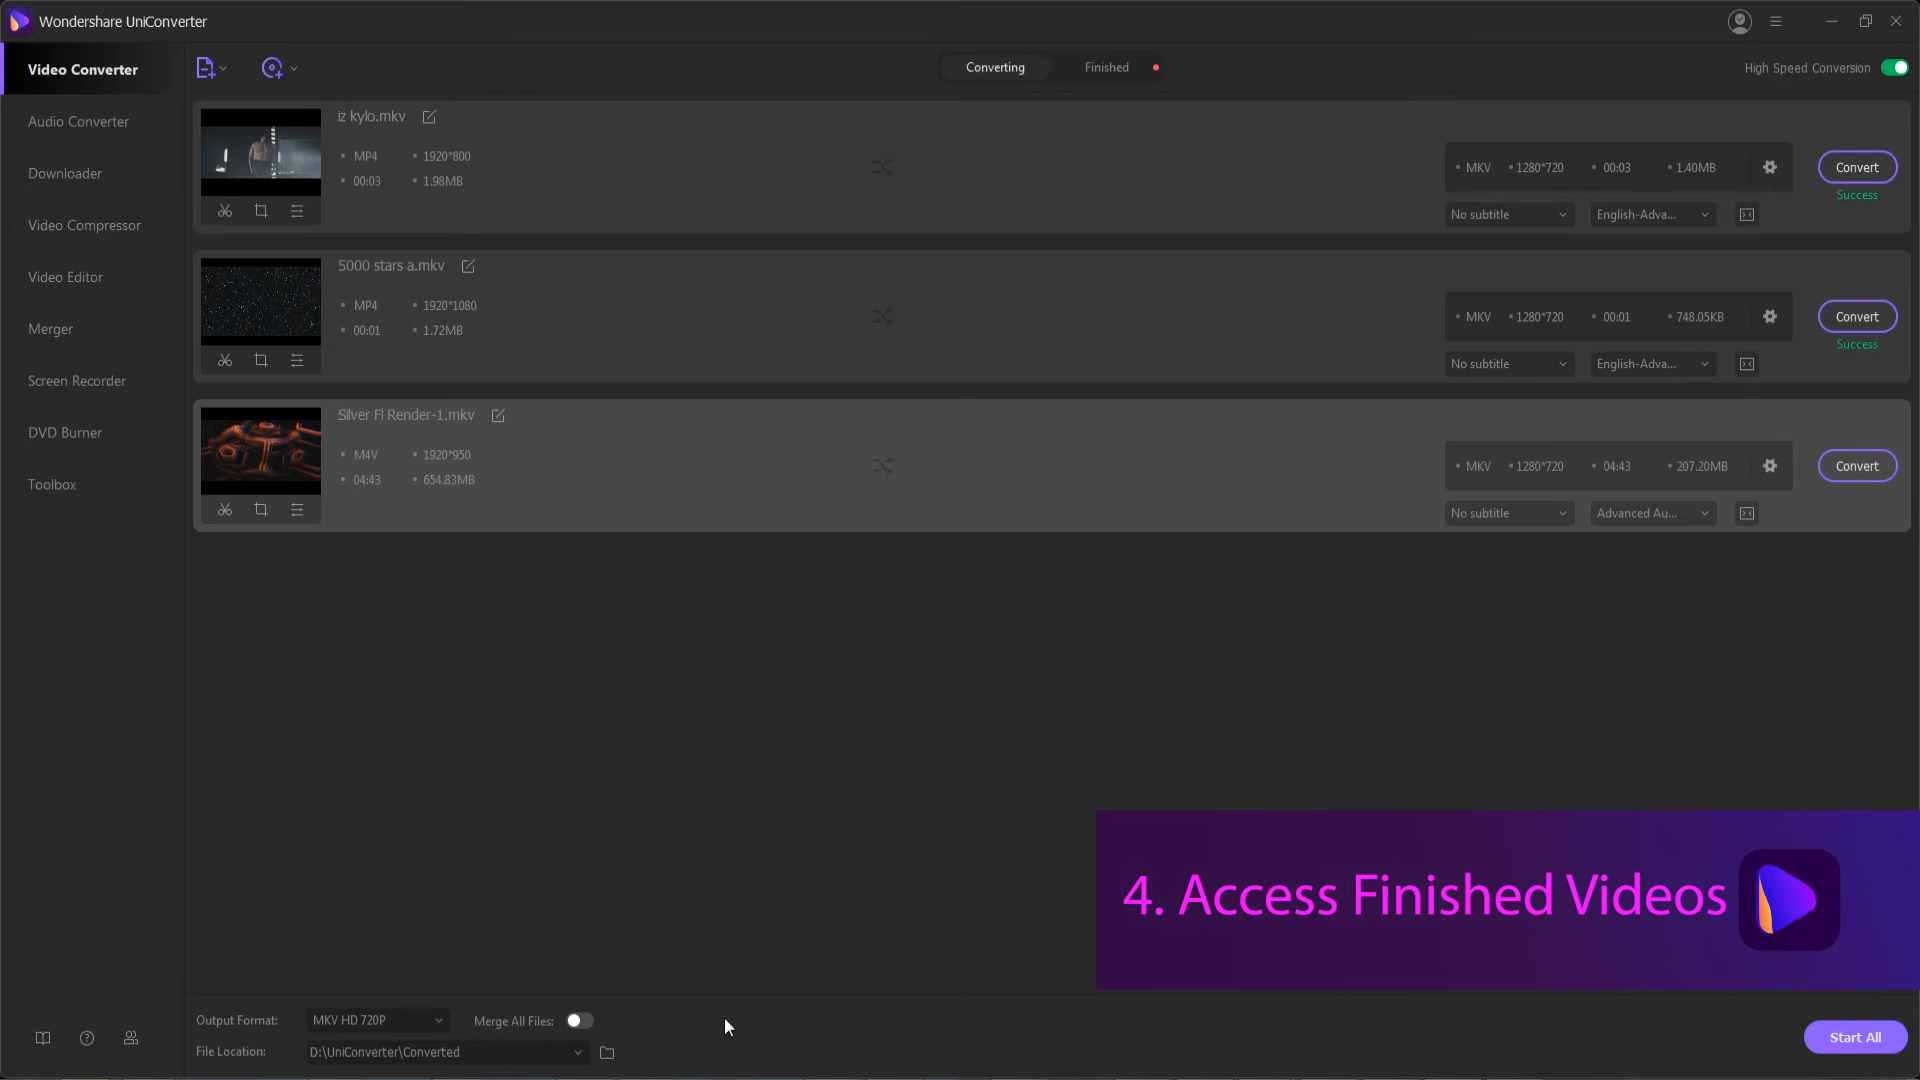 Wondershare UniConverter
Video Converter
Audio Converter
Downloader
Video Compressor
Video Editor
Merger
Screen Recorder
DVD Burner
Toolbox
Converting
Finished
High Speed Conversion
iz kylo.mkv
MP4
1920*800
00:03
1.98MB
MKV
1280*720
00:03
1.40MB
Convert
Success
No subtitle
English-Adva...
5000 stars a.mkv
MP4
1920*1080
00:01
1.72MB
MKV
1280*720
00:01
748.05KB
Convert
Success
No subtitle
English-Adva...
Silver Fl Render-1.mkv
M4V
1920*950
04:43
654.83MB
MKV
1280*720
04:43
207.20MB
Convert
No subtitle
Advanced Au...
4. Access Finished Videos
Output Format:
MKV HD 720P
Merge All Files:
File Location:
D:\UniConverter\Converted
Start All